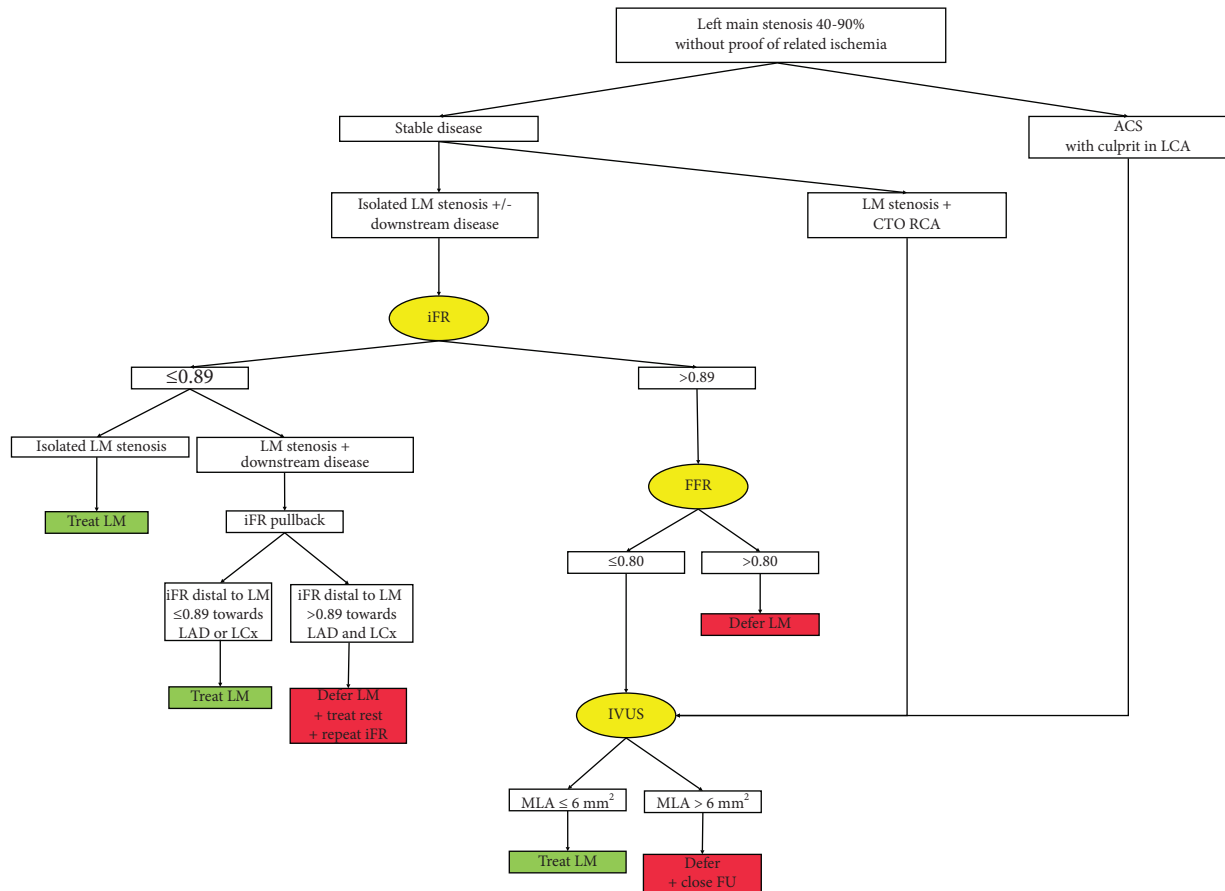 Left main stenosis 40-90%
without proof of related ischemia
Stable disease
ACS
with culprit in LCA
Isolated LM stenosis +/-
downstream disease
LM stenosis +
CTO RCA
iFR
≤0.89
>0.89
Isolated LM stenosis
LM stenosis +
downstream disease
FFR
Treat LM
iFR pullback
≤0.80
>0.80
iFR distal to LM
≤0.89 towards
LAD or LCx
iFR distal to LM
>0.89 towards
LAD and LCx
Defer LM
Treat LM
Defer LM
+ treat rest
+ repeat iFR
IVUS
MLA ≤ 6 mm²
MLA > 6 mm²
Treat LM
Defer
+ close FU